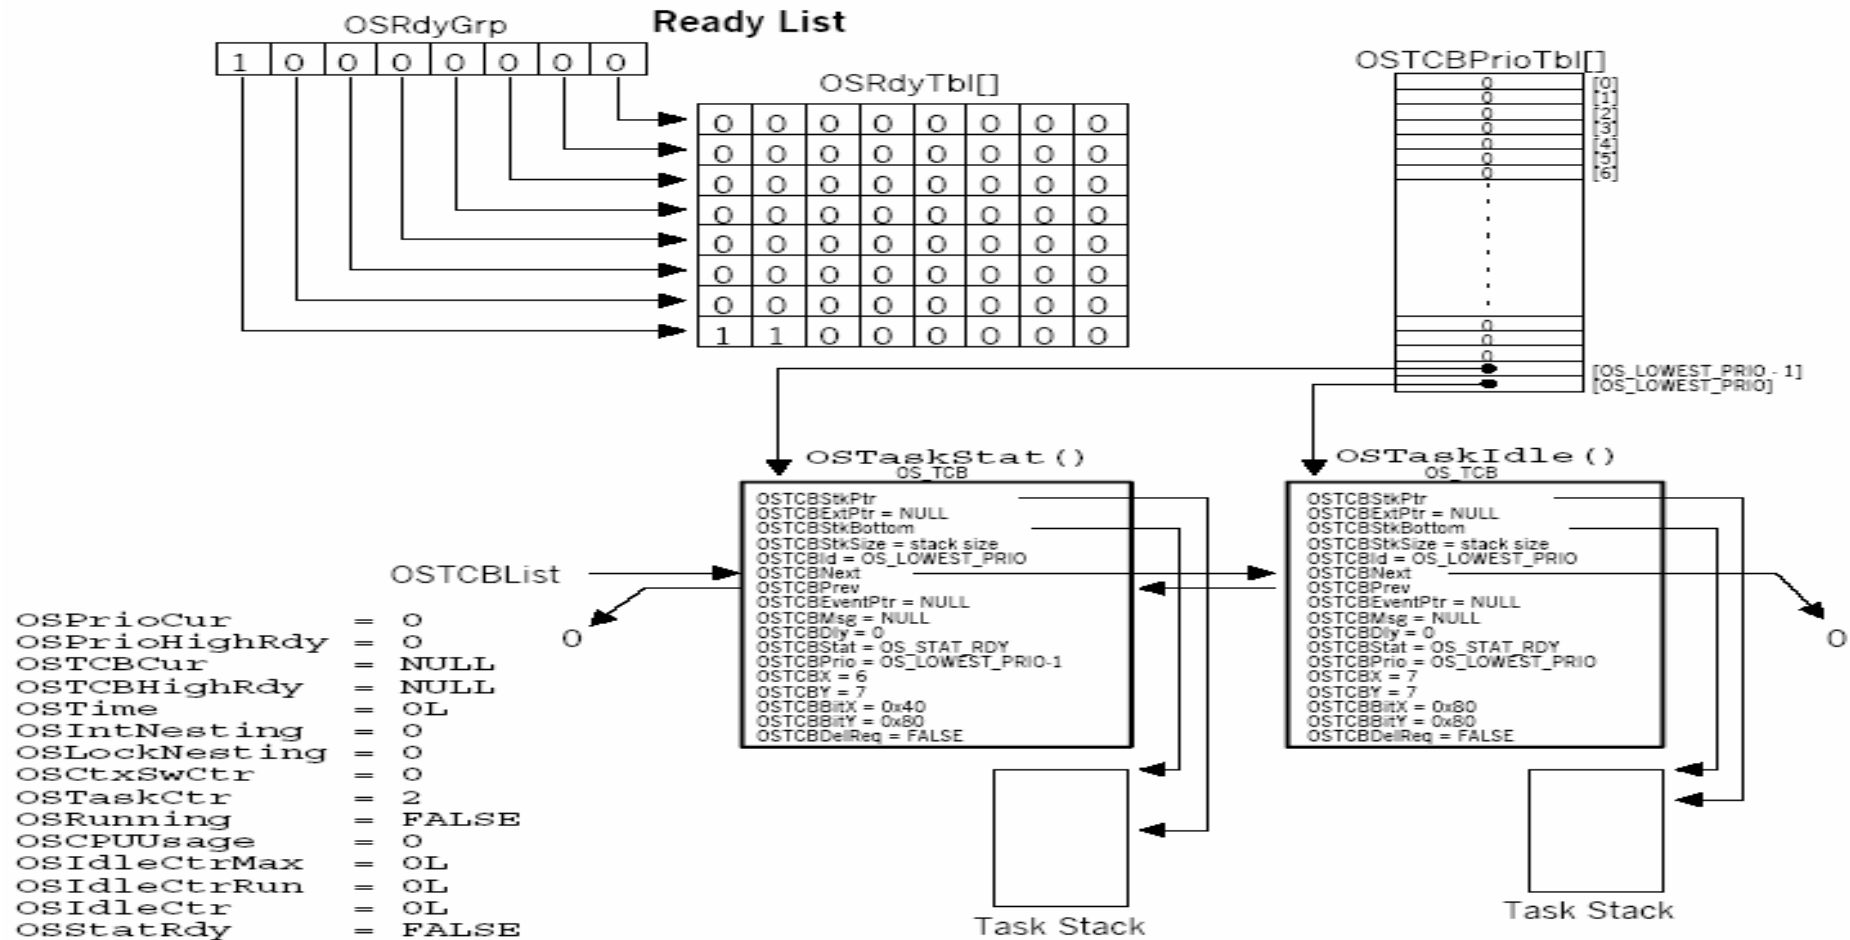 OSRdyGrp
Ready List
1 0 0 0 0 0 0 0
OSRdyTbl[]
0 0 0 0 0 0 0 0
0 0 0 0 0 0 0 0
0 0 0 0 0 0 0 0
0 0 0 0 0 0 0 0
0 0 0 0 0 0 0 0
0 0 0 0 0 0 0 0
0 0 0 0 0 0 0 0
1 1 0 0 0 0 0 0
OSTCBPrioTbl[]
0 [0]
0 [1]
0 [2]
0 [3]
0 [4]
0 [5]
0 [6]
0
0
0
[OS_LOWEST_PRIO - 1]
[OS_LOWEST_PRIO]
OSTaskStat()
OS_TCB
OSTCBStkPtr
OSTCBExtPtr = NULL
OSTCBStkBottom
OSTCBStkSize = stack size
OSTCBId = OS_LOWEST_PRIO
OSTCBNext
OSTCBPrev
OSTCBEventPtr = NULL
OSTCBMsg = NULL
OSTCBDly = 0
OSTCBStat = OS_STAT_RDY
OSTCBPrio = OS_LOWEST_PRIO-1
OSTCBX = 6
OSTCBY = 7
OSTCBBitX = 0x40
OSTCBBitY = 0x80
OSTCBDelReq = FALSE
Task Stack
OSTaskIdle()
OS_TCB
OSTCBStkPtr
OSTCBExtPtr = NULL
OSTCBStkBottom
OSTCBStkSize = stack size
OSTCBId = OS_LOWEST_PRIO
OSTCBNext
OSTCBPrev
OSTCBEventPtr = NULL
OSTCBMsg = NULL
OSTCBDly = 0
OSTCBStat = OS_STAT_RDY
OSTCBPrio = OS_LOWEST_PRIO
OSTCBX = 7
OSTCBY = 7
OSTCBBitX = 0x80
OSTCBBitY = 0x80
OSTCBDelReq = FALSE
0
Task Stack
OSTCBList
0
OSPrioCur = 0
OSPrioHighRdy = 0
OSTCBCur = NULL
OSTCBHighRdy = NULL
OSTime = 0L
OSIntNesting = 0
OSLockNesting = 0
OSCtxSwCtr = 0
OSTaskCtr = 2
OSRunning = FALSE
OSCPUUsage = 0
OSIdleCtrMax = 0L
OSIdleCtrRun = 0L
OSIdleCtr = 0L
OSStatRdy = FALSE